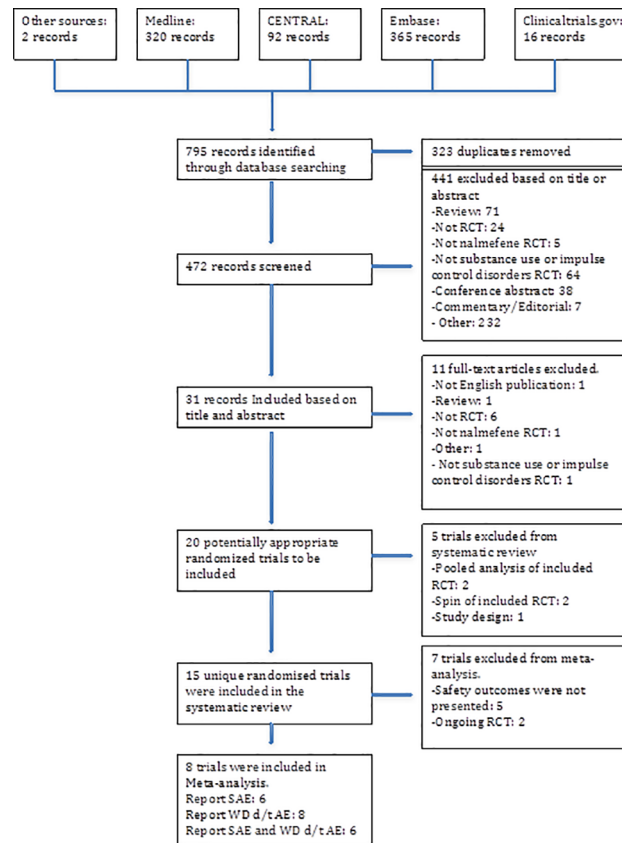 Other sources:
2 records
Medline:
320 records
CENTRAL:
92 records
Embase:
365 records
Clinicaltrials.gov:
16 records
795 records identified
through database searching
323 duplicates removed
441 excluded based on title or
abstract
-Review: 71
-Not RCT: 24
-Not nalmefene RCT: 5
-Not substance use or impulse
control disorders RCT: 64
-Conference abstract: 38
-Commentary/Editorial: 7
- Other: 232
472 records screened
11 full-text articles excluded.
-Not English publication: 1
-Review: 1
-Not RCT: 6
-Not nalmefene RCT: 1
-Other: 1
- Not substance use or impulse
control disorders RCT: 1
31 records Included based on
title and abstract
20 potentially appropriate
randomized trials to be
included
5 trials excluded from
systematic review
-Pooled analysis of included
RCT: 2
-Spin of included RCT: 2
-Study design: 1
15 unique randomised trials
were included in the
systematic review
7 trials excluded from meta-
analysis.
-Safety outcomes were not
presented: 5
-Ongoing RCT: 2
8 trials were included in
Meta-analysis.
Report SAE: 6
Report WD d/t AE: 8
Report SAE and WD d/t AE: 6